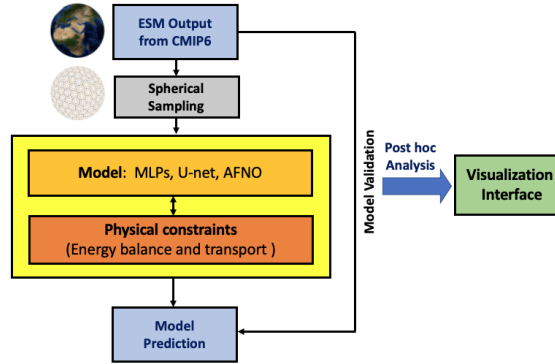 ESM Output
from CMIP6
Spherical
Sampling
Model: MLPs, U-net, AFNO
Physical constraints
(Energy balance and transport )
Model
Prediction
Model Validation
Post hoc
Analysis
Visualization
Interface